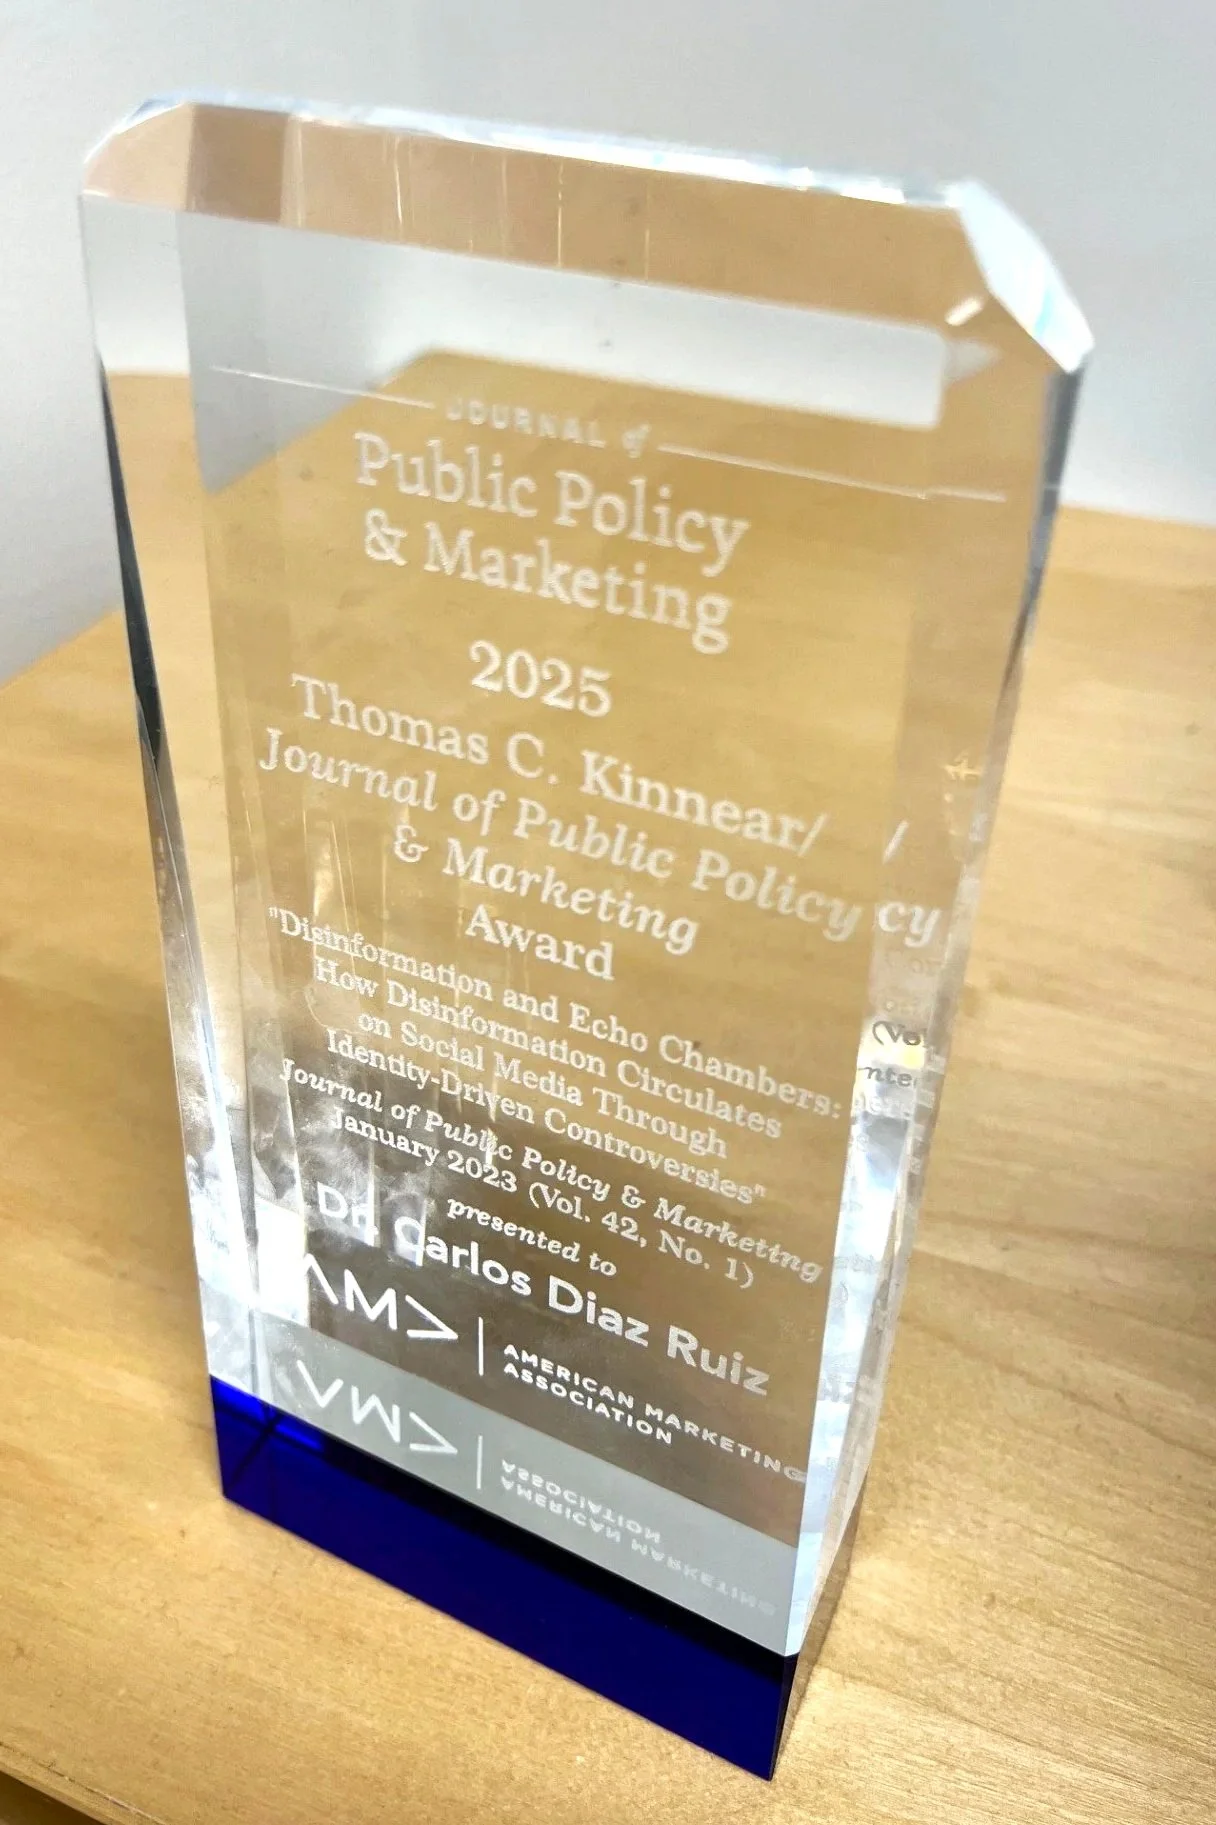 JOURNAL of
Public Policy
& Marketing
2025
Thomas C. Kinnear/
Journal of Public Policy
& Marketing
Award
"Disinformation and Echo Chambers:
How Disinformation Circulates
on Social Media Through
Identity-Driven Controversies"
Journal of Public Policy & Marketing
January 2023 (Vol. 42, No. 1)
presented to
Dr. Carlos Diaz Ruiz
AMA
AMERICAN MARKETING
ASSOCIATION